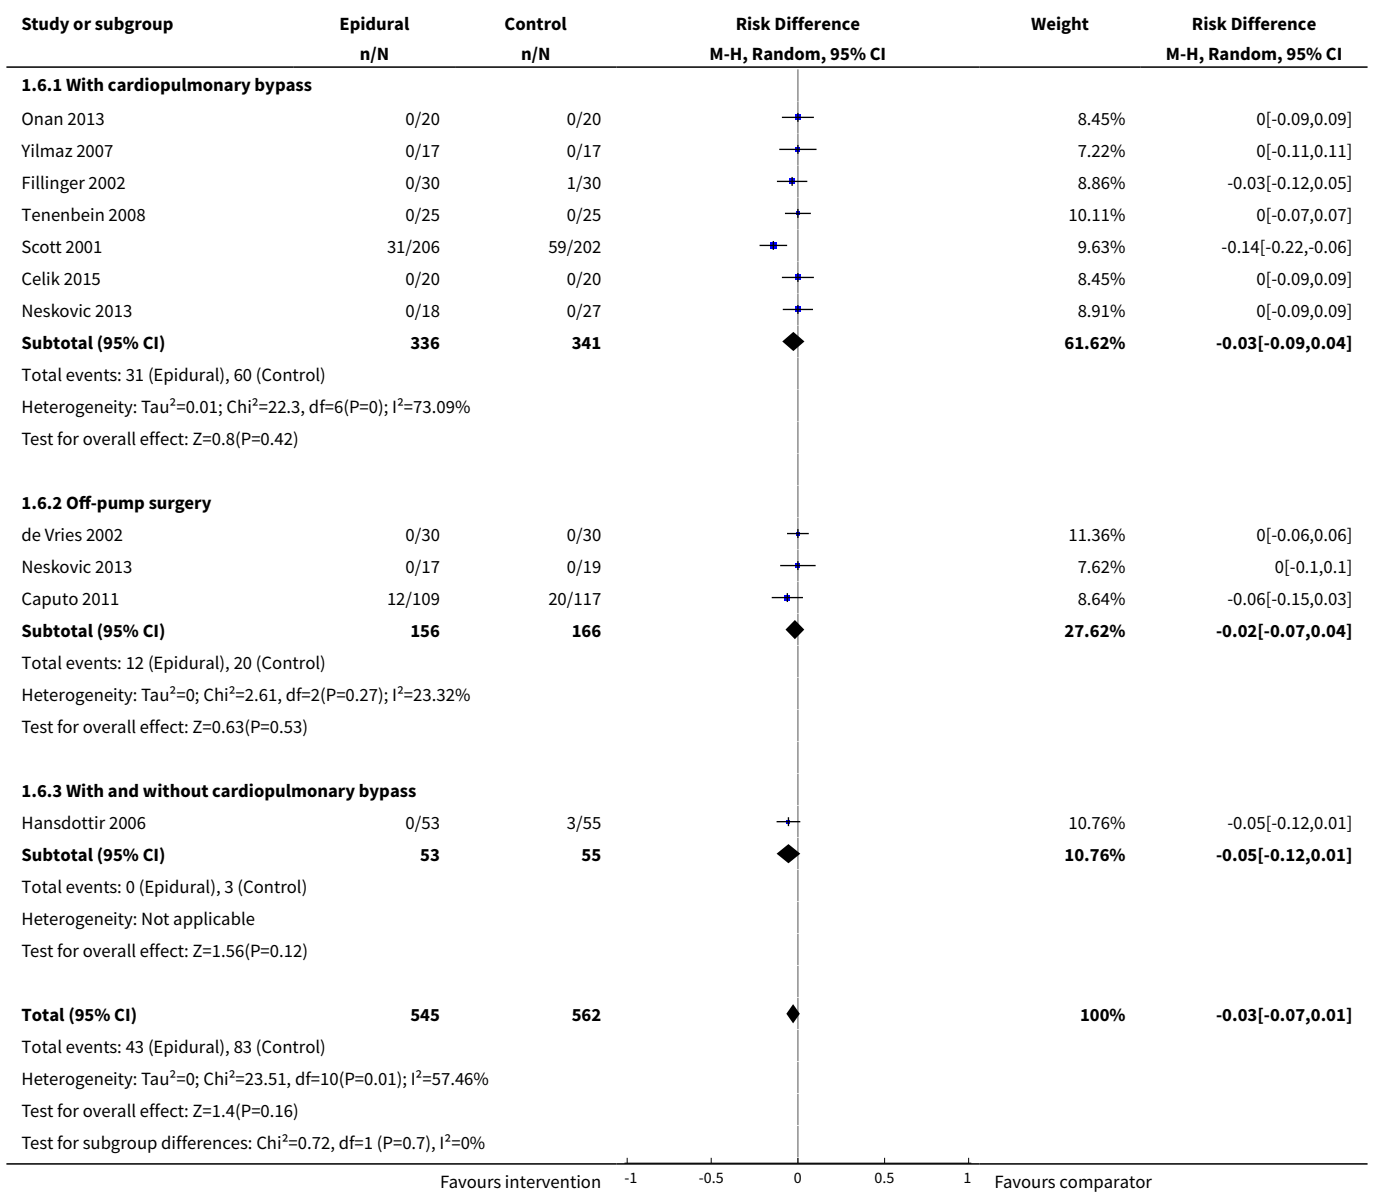 Study or subgroup Epidural Control Risk Difference Weight Risk Difference
n/N n/N M-H, Random, 95% CI M-H, Random, 95% CI
1.6.1 With cardiopulmonary bypass
Onan 2013 0/20 0/20 8.45% 0[-0.09,0.09]
Yilmaz 2007 0/17 0/17 7.22% 0[-0.11,0.11]
Fillinger 2002 0/30 1/30 8.86% -0.03[-0.12,0.05]
Tenenbein 2008 0/25 0/25 10.11% 0[-0.07,0.07]
Scott 2001 31/206 59/202 9.63% -0.14[-0.22,-0.06]
Celik 2015 0/20 0/20 8.45% 0[-0.09,0.09]
Neskovic 2013 0/18 0/27 8.91% 0[-0.09,0.09]
Subtotal (95% CI) 336 341 61.62% -0.03[-0.09,0.04]
Total events: 31 (Epidural), 60 (Control)
Heterogeneity: Tau²=0.01; Chi²=22.3, df=6(P=0); I²=73.09%
Test for overall effect: Z=0.8(P=0.42)
1.6.2 Off-pump surgery
de Vries 2002 0/30 0/30 11.36% 0[-0.06,0.06]
Neskovic 2013 0/17 0/19 7.62% 0[-0.1,0.1]
Caputo 2011 12/109 20/117 8.64% -0.06[-0.15,0.03]
Subtotal (95% CI) 156 166 27.62% -0.02[-0.07,0.04]
Total events: 12 (Epidural), 20 (Control)
Heterogeneity: Tau²=0; Chi²=2.61, df=2(P=0.27); I²=23.32%
Test for overall effect: Z=0.63(P=0.53)
1.6.3 With and without cardiopulmonary bypass
Hansdottir 2006 0/53 3/55 10.76% -0.05[-0.12,0.01]
Subtotal (95% CI) 53 55 10.76% -0.05[-0.12,0.01]
Total events: 0 (Epidural), 3 (Control)
Heterogeneity: Not applicable
Test for overall effect: Z=1.56(P=0.12)
Total (95% CI) 545 562 100% -0.03[-0.07,0.01]
Total events: 43 (Epidural), 83 (Control)
Heterogeneity: Tau²=0; Chi²=23.51, df=10(P=0.01); I²=57.46%
Test for overall effect: Z=1.4(P=0.16)
Test for subgroup differences: Chi²=0.72, df=1 (P=0.7), I²=0%
Favours intervention -1 -0.5 0 0.5 1 Favours comparator